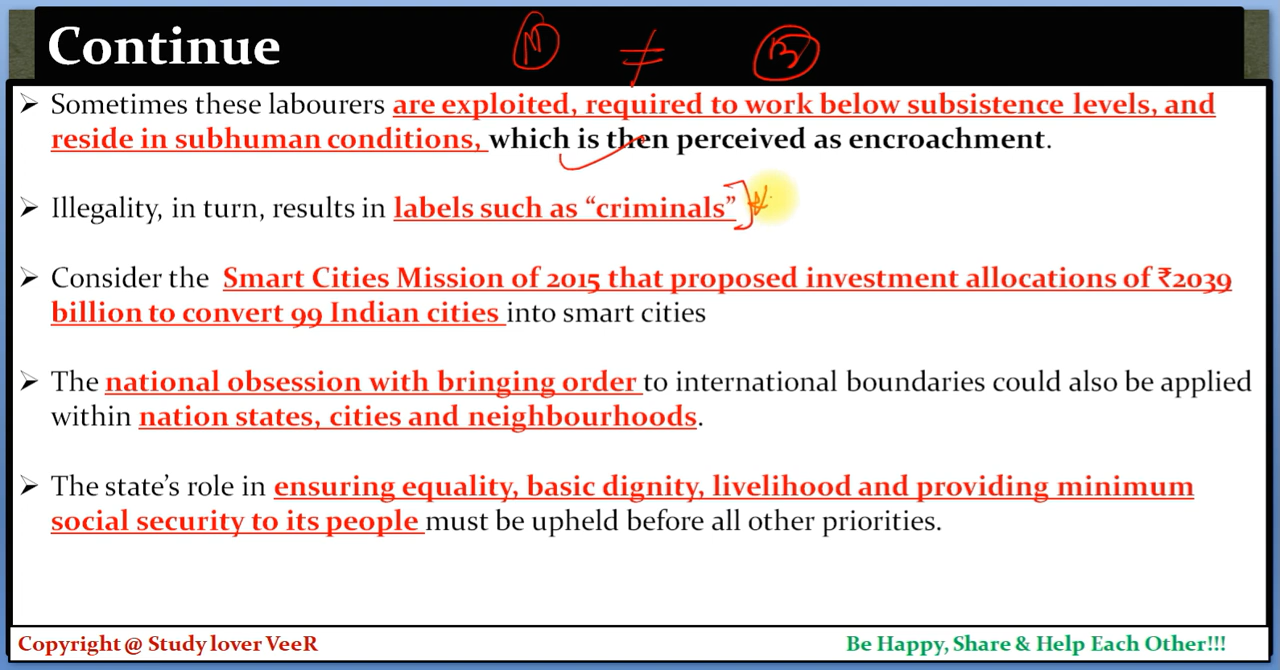 Continue
M ≠ B
➢ Sometimes these labourers are exploited, required to work below subsistence levels, and
reside in subhuman conditions, which is then perceived as encroachment.
➢ Illegality, in turn, results in labels such as “criminals”
➢ Consider the Smart Cities Mission of 2015 that proposed investment allocations of ₹2039
billion to convert 99 Indian cities into smart cities
➢ The national obsession with bringing order to international boundaries could also be applied
within nation states, cities and neighbourhoods.
➢ The state’s role in ensuring equality, basic dignity, livelihood and providing minimum
social security to its people must be upheld before all other priorities.
Copyright @ Study lover VeeR
Be Happy, Share & Help Each Other!!!